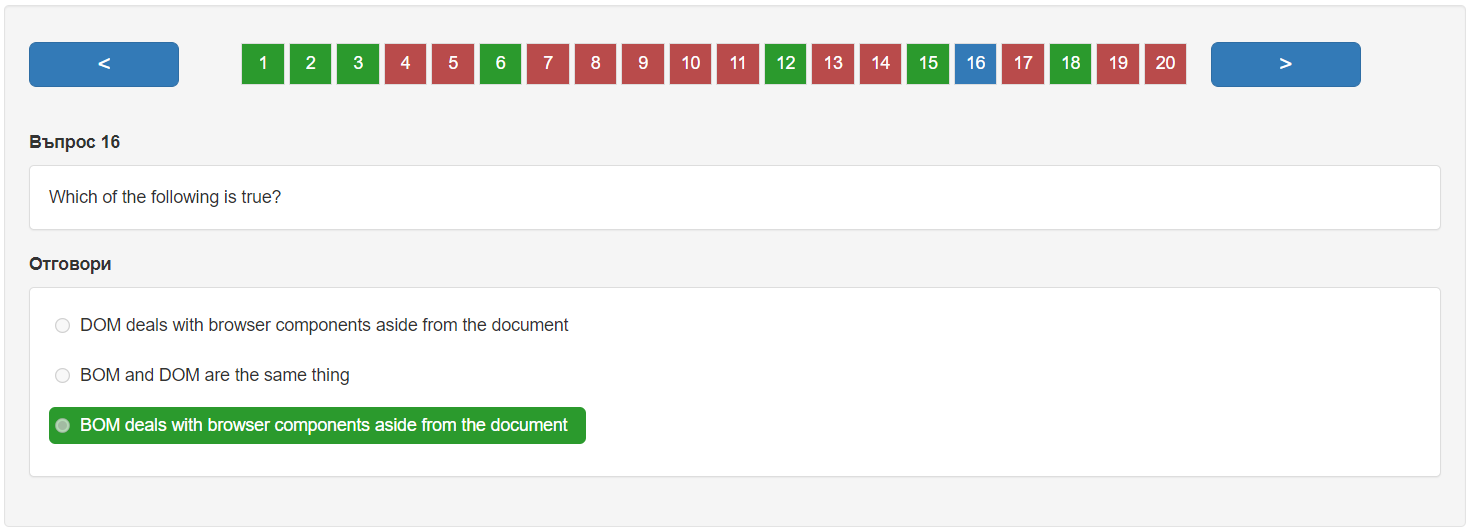 < 1 2 3 4 5 6 7 8 9 10 11 12 13 14 15 16 17 18 19 20 >
Въпрос 16
Which of the following is true?
Отговори
DOM deals with browser components aside from the document
BOM and DOM are the same thing
BOM deals with browser components aside from the document